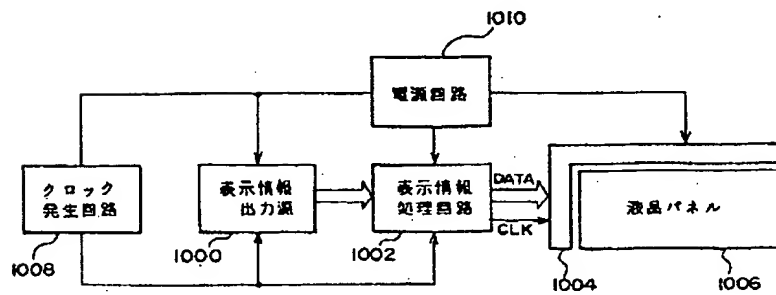 1010
電源回路
クロック
発生回路
表示情報
出力源
表示情報
処理回路
DATA
CLK
液晶パネル
1008
1000
1002
1004
1006